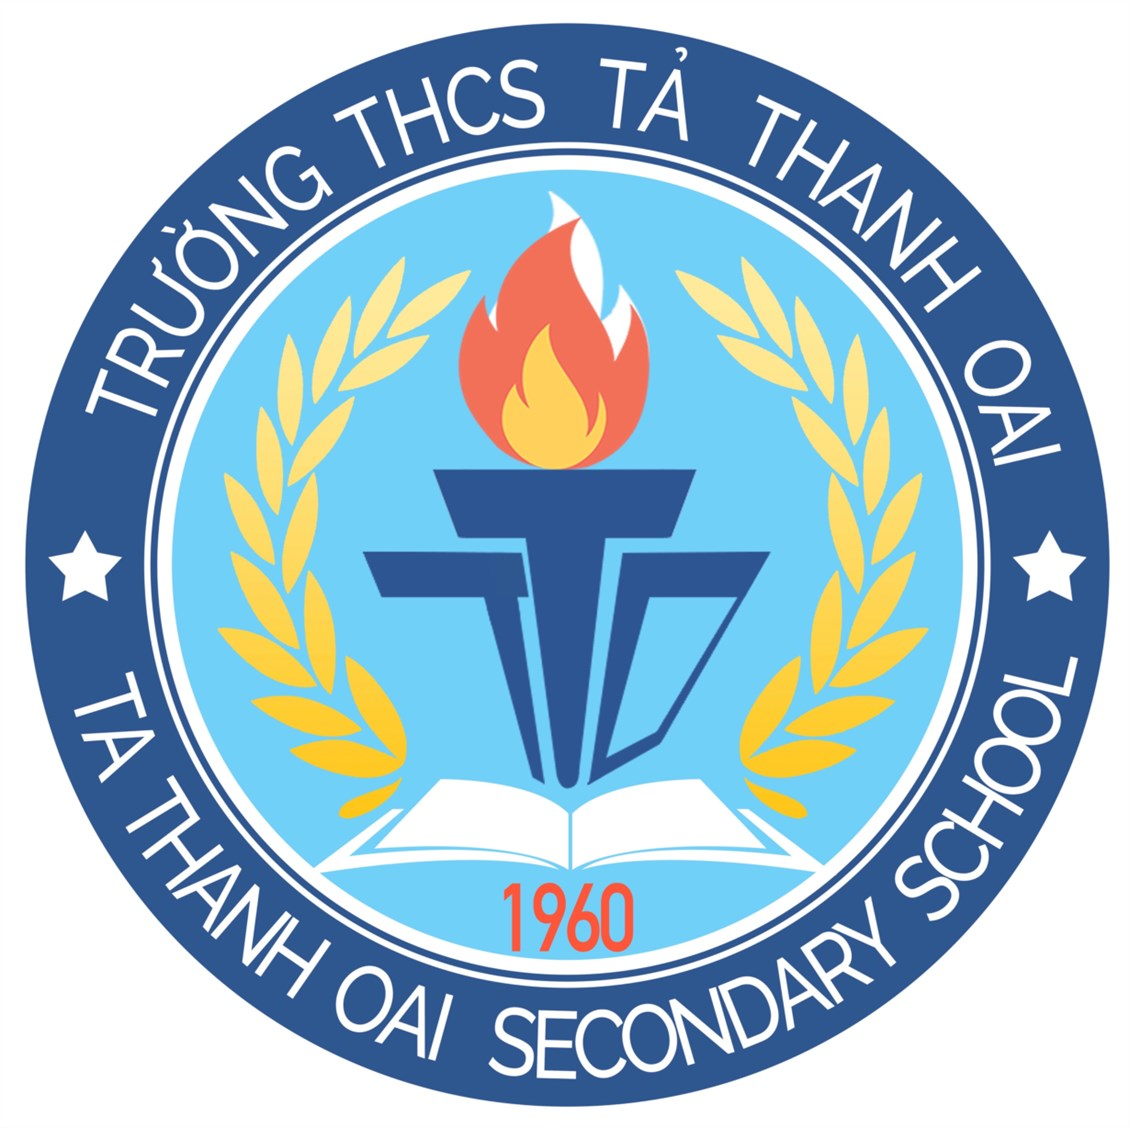 TRƯỜNG THCS TẢ THANH OAI
1960
TA THANH OAI SECONDARY SCHOOL